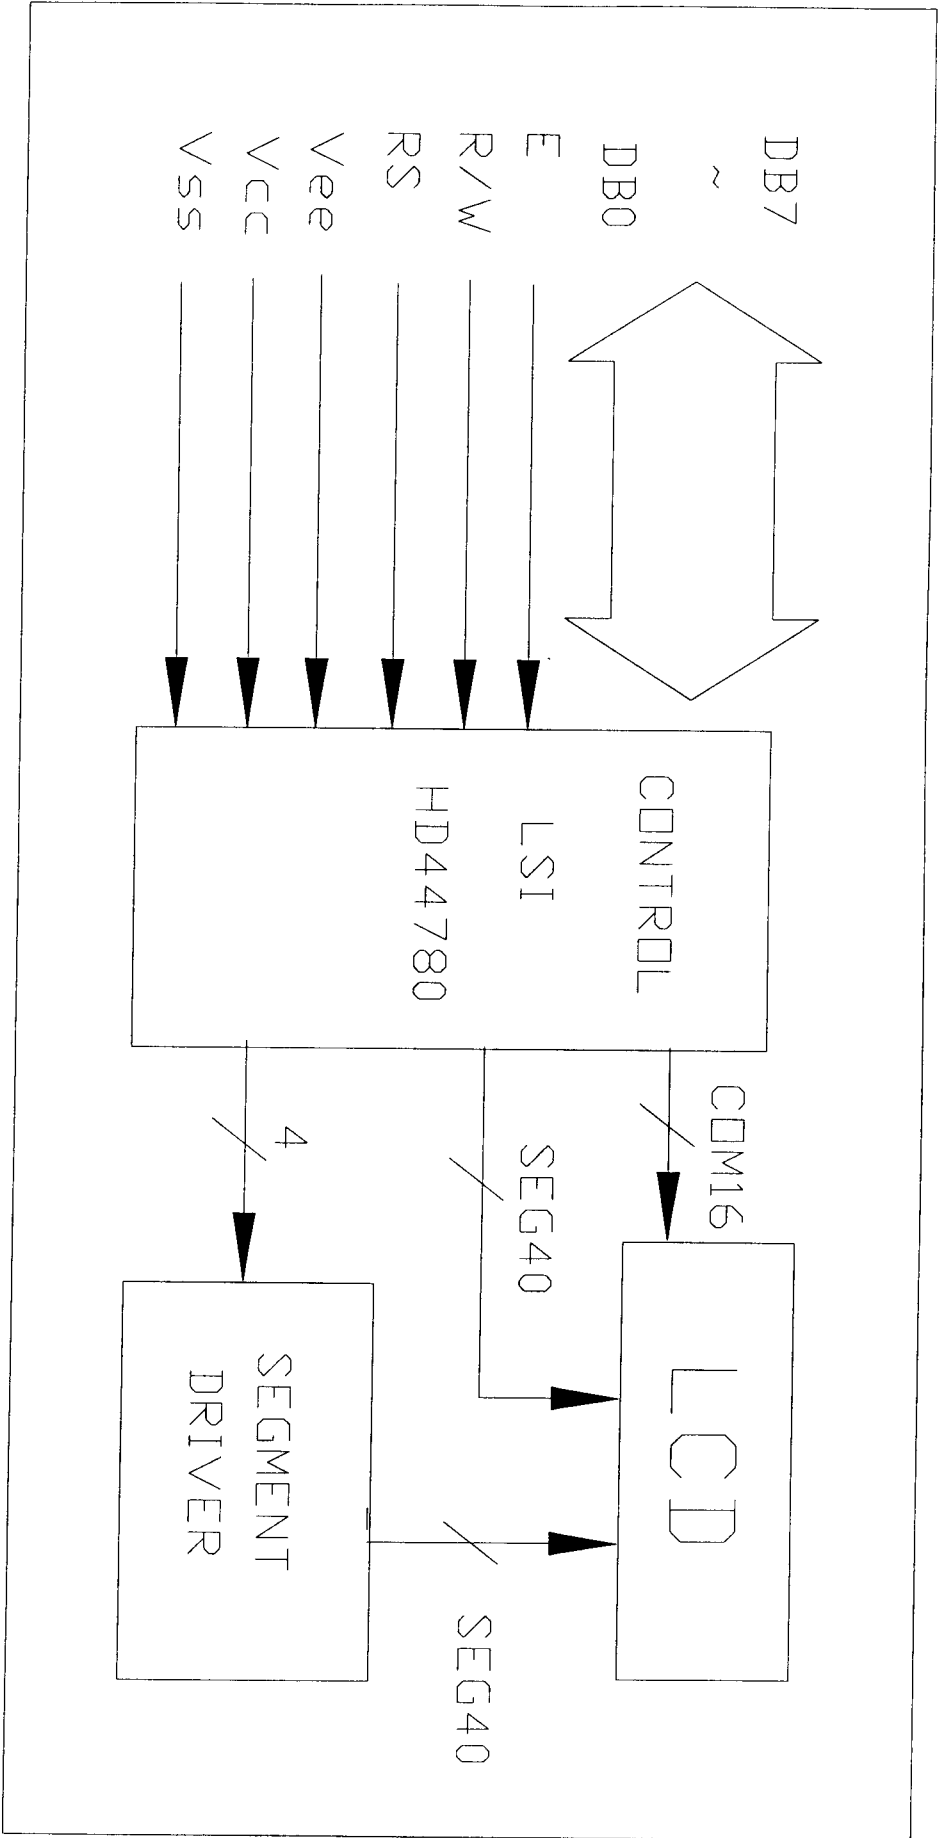 DB7
~
DB0
E
R/W
RS
Vee
Vcc
Vss
CONTROL
LSI
HD44780
COM16
SEG40
4
LCD
SEGMENT
DRIVER
SEG40